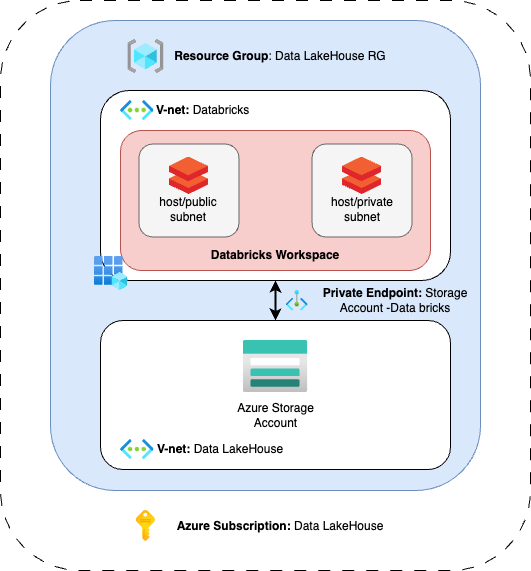 Resource Group: Data LakeHouse RG
V-net: Databricks
host/public
subnet
host/private
subnet
Databricks Workspace
Private Endpoint: Storage
Account -Data bricks
Azure Storage
Account
V-net: Data LakeHouse
Azure Subscription: Data LakeHouse